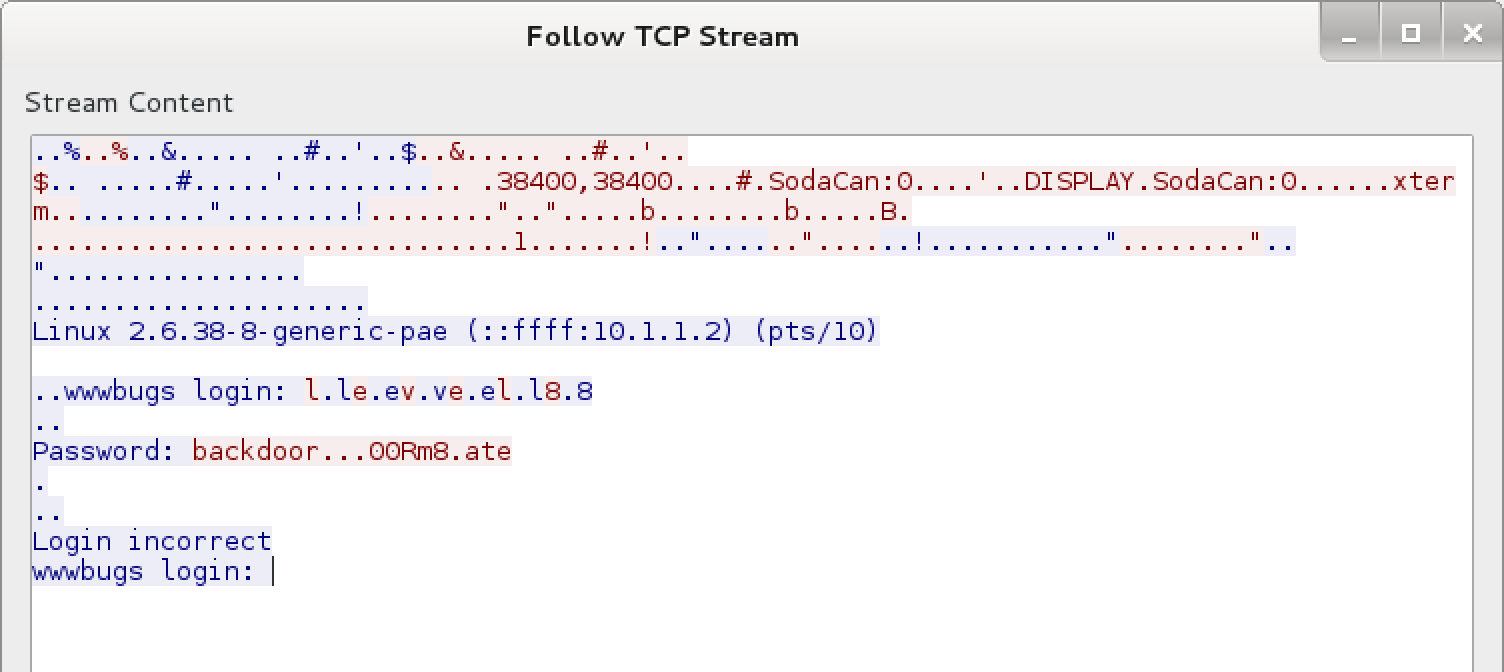 Follow TCP Stream
Stream Content
..%..%..&..... ..#..'..$..&..... ..#..'..
$.. .....#.....'........... .38400,38400....#.SodaCan:0....'..DISPLAY.SodaCan:0......xter
m..........."........!........"..".....b........b.....B.
..............................l.......!.."......"......!..........."........"..
"................
.....................
Linux 2.6.38-8-generic-pae (::ffff:10.1.1.2) (pts/10)
..wwwbugs login: l.le.ev.ve.el.l8.8
..
Password: backdoor...00Rm8.ate
.
..
Login incorrect
wwwbugs login: